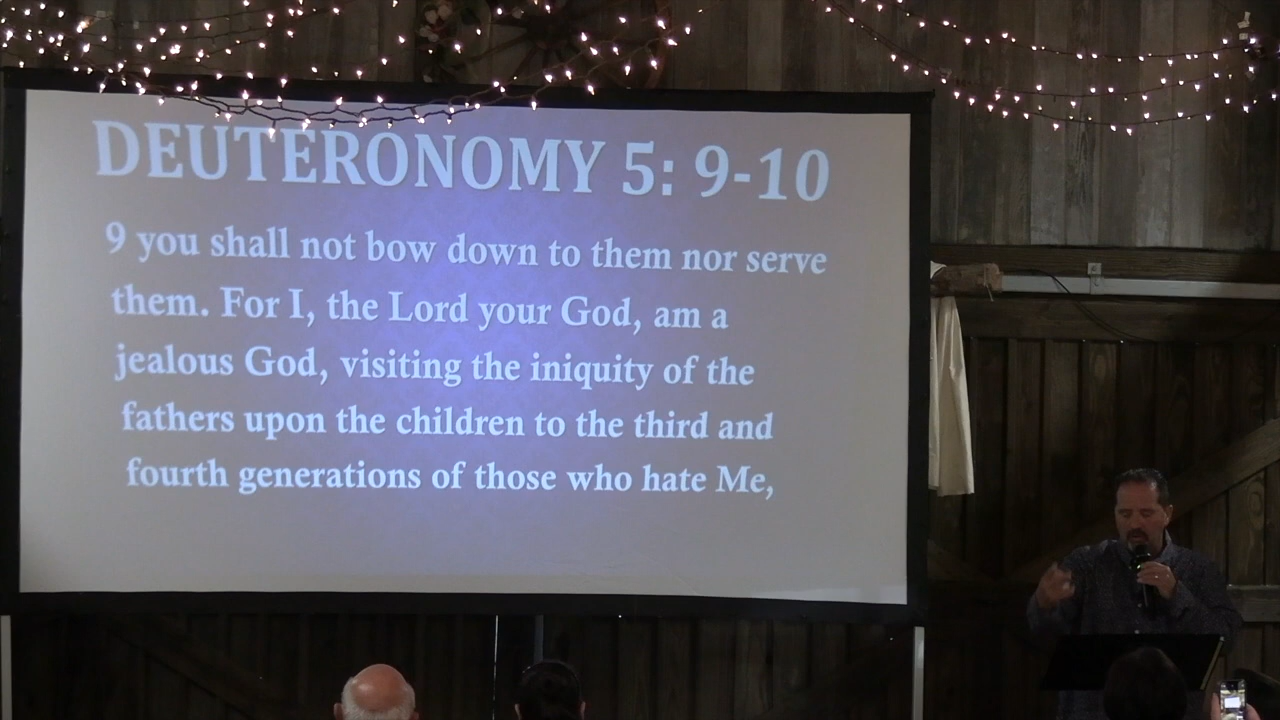 DEUTERONOMY 5: 9-10
9 you shall not bow down to them nor serve
them. For I, the Lord your God, am a
jealous God, visiting the iniquity of the
fathers upon the children to the third and
fourth generations of those who hate Me,